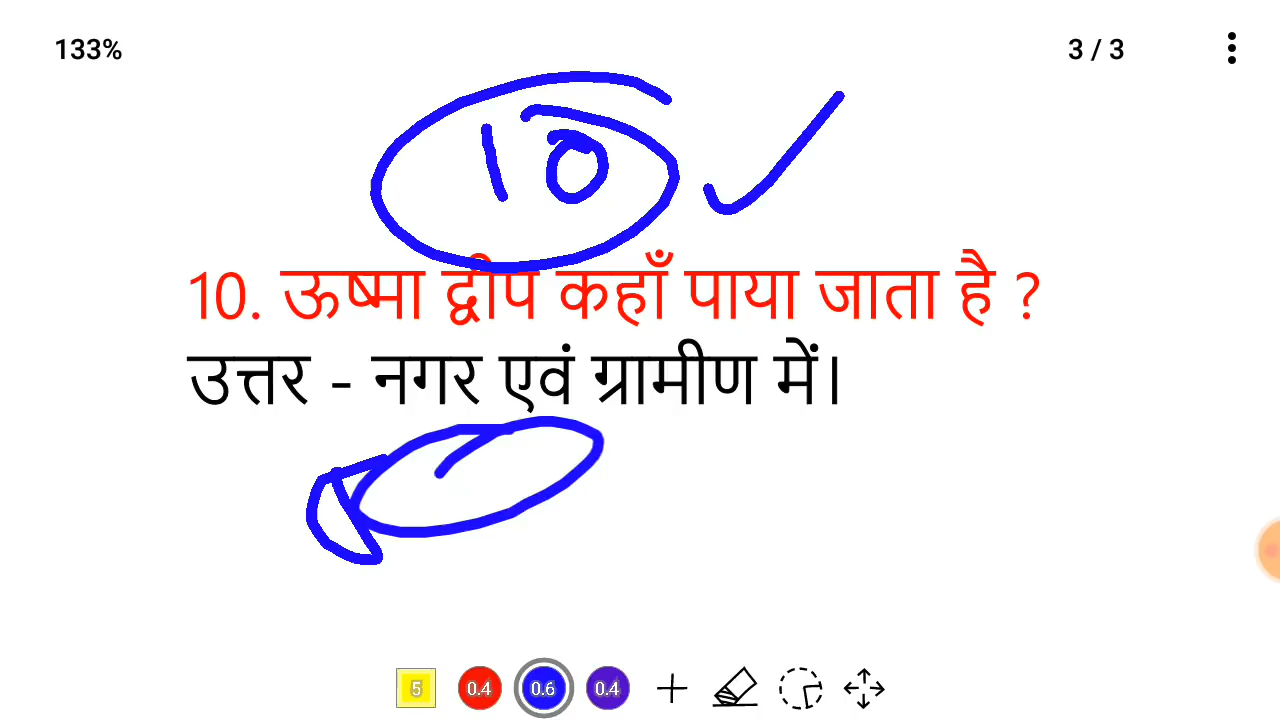 133%
3 / 3
10
10. ऊष्मा द्वीप कहाँ पाया जाता है ?
उत्तर - नगर एवं ग्रामीण में।
5 0.4 0.6 0.4